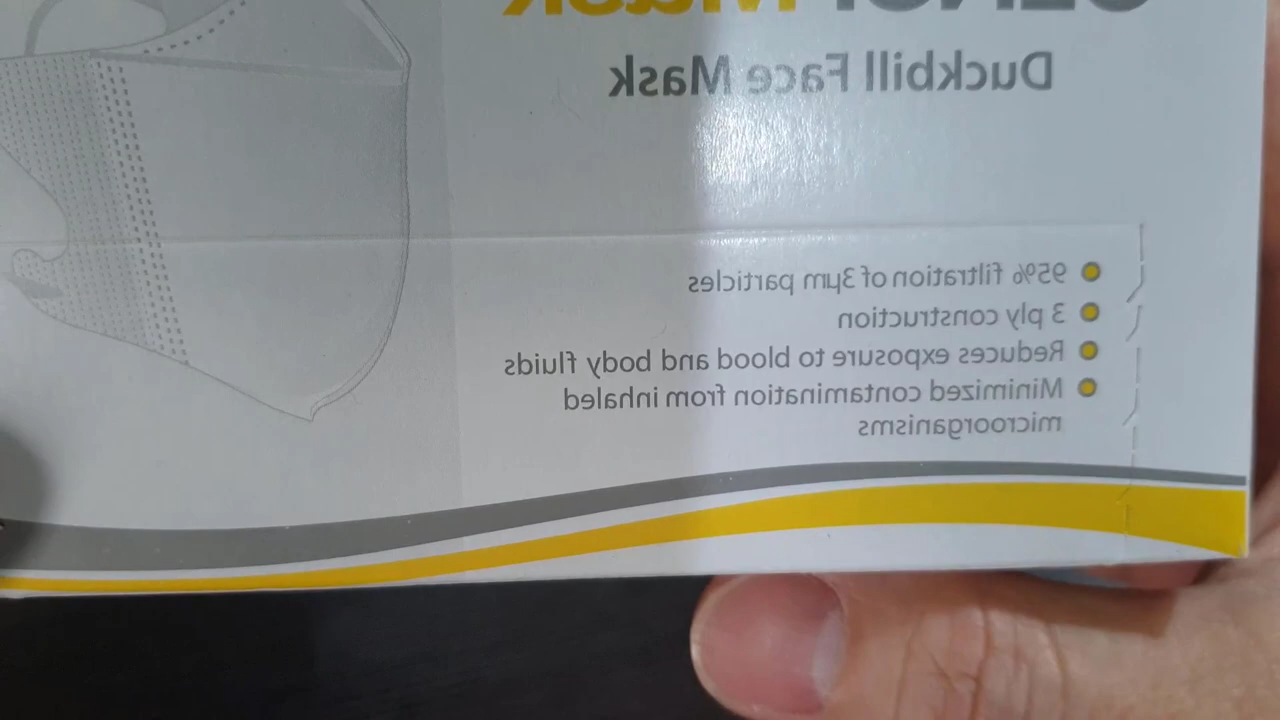 Mask
Duckbill Face Mask
95% filtration of 3µm particles
3 ply construction
Reduces exposure to blood and body fluids
Minimized contamination from inhaled
microorganisms